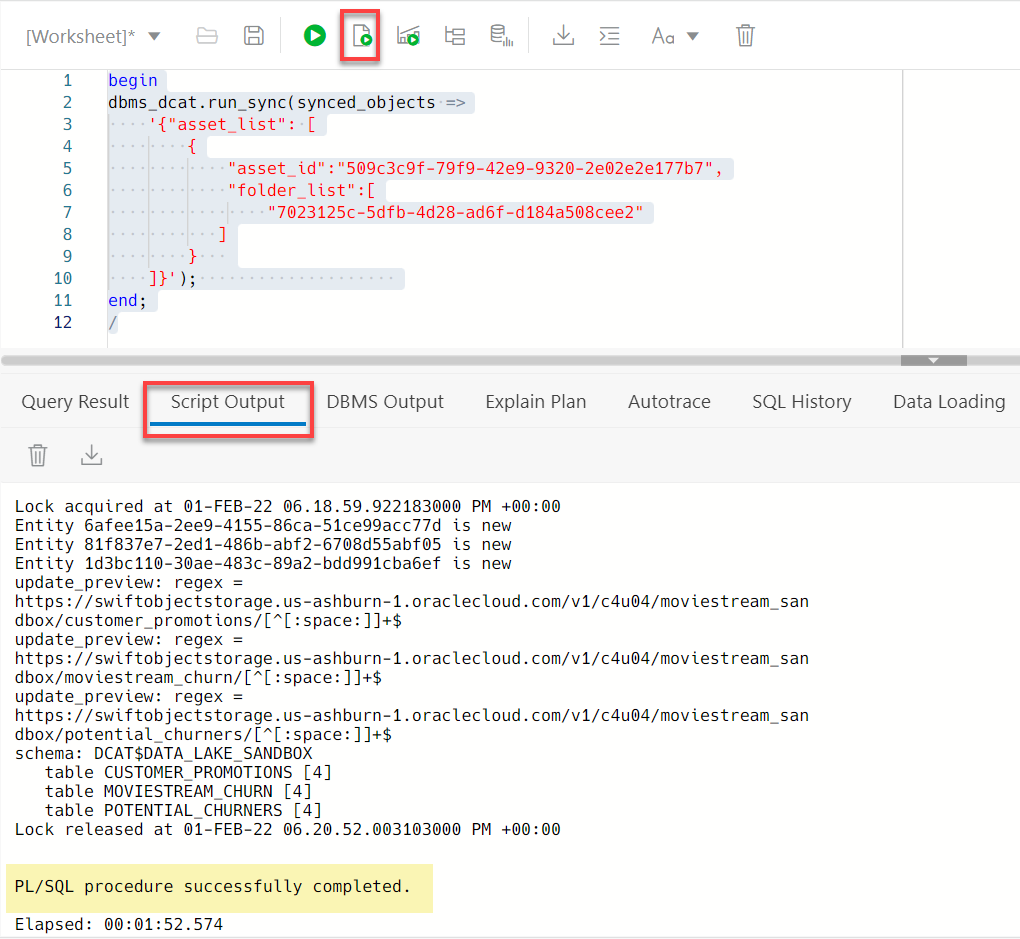 [Worksheet]*
Aa
1 begin
2 dbms_dcat.run_sync(synced_objects =>
3 '{"asset_list": [
4 {
5 "asset_id":"509c3c9f-79f9-42e9-9320-2e02e2e177b7",
6 "folder_list":[
7 "7023125c-5dfb-4d28-ad6f-d184a508cee2"
8 ]
9 }
10 ]}');
11 end;
12 /
Query Result Script Output DBMS Output Explain Plan Autotrace SQL History Data Loading
Lock acquired at 01-FEB-22 06.18.59.922183000 PM +00:00
Entity 6afee15a-2ee9-4155-86ca-51ce99acc77d is new
Entity 81f837e7-2ed1-486b-abf2-6708d55abf05 is new
Entity 1d3bc110-30ae-483c-89a2-bdd991cba6ef is new
update_preview: regex =
https://swiftobjectstorage.us-ashburn-1.oraclecloud.com/v1/c4u04/moviestream_san
dbox/customer_promotions/[^[:space:]]+$
update_preview: regex =
https://swiftobjectstorage.us-ashburn-1.oraclecloud.com/v1/c4u04/moviestream_san
dbox/moviestream_churn/[^[:space:]]+$
update_preview: regex =
https://swiftobjectstorage.us-ashburn-1.oraclecloud.com/v1/c4u04/moviestream_san
dbox/potential_churners/[^[:space:]]+$
schema: DCAT$DATA_LAKE_SANDBOX
table CUSTOMER_PROMOTIONS [4]
table MOVIESTREAM_CHURN [4]
table POTENTIAL_CHURNERS [4]
Lock released at 01-FEB-22 06.20.52.003103000 PM +00:00
PL/SQL procedure successfully completed.
Elapsed: 00:01:52.574